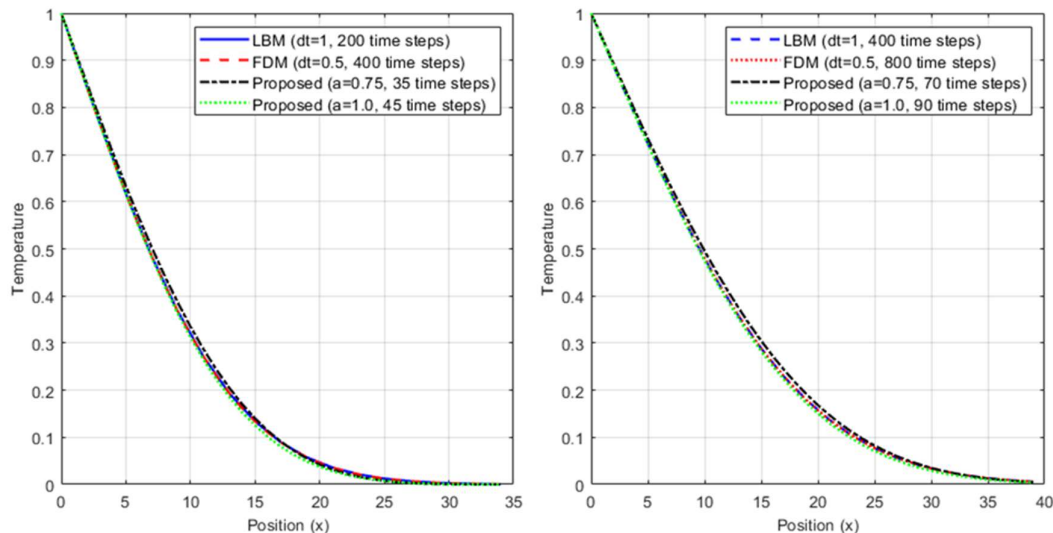 1
0.9
0.8
0.7
0.6
0.5
0.4
0.3
0.2
0.1
0
Temperature
0 5 10 15 20 25 30 35
Position (x)
LBM (dt=1, 200 time steps)
FDM (dt=0.5, 400 time steps)
Proposed (a=0.75, 35 time steps)
Proposed (a=1.0, 45 time steps)
1
0.9
0.8
0.7
0.6
0.5
0.4
0.3
0.2
0.1
0
Temperature
0 5 10 15 20 25 30 35 40
Position (x)
LBM (dt=1, 400 time steps)
FDM (dt=0.5, 800 time steps)
Proposed (a=0.75, 70 time steps)
Proposed (a=1.0, 90 time steps)